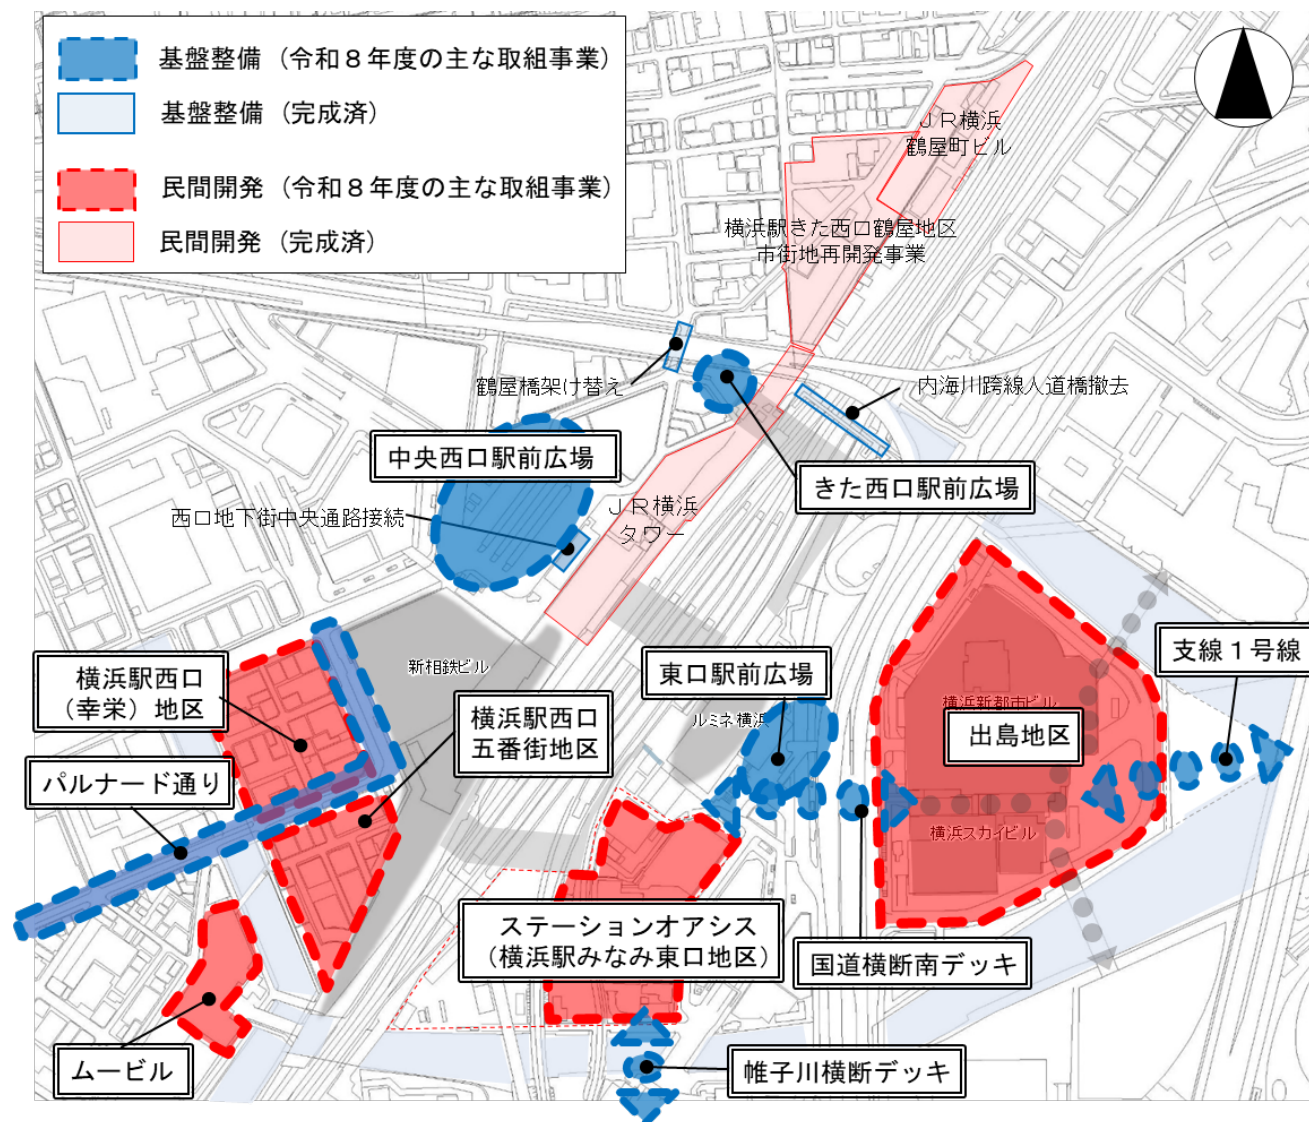 基盤整備（令和８年度の主な取組事業）
基盤整備（完成済）
民間開発（令和８年度の主な取組事業）
民間開発（完成済）
ＪＲ横浜
鶴屋町ビル
横浜駅きた西口鶴屋地区
市街地再開発事業
鶴屋橋架け替え
内海川跨線人道橋撤去
中央西口駅前広場
きた西口駅前広場
西口地下街中央通路接続
ＪＲ横浜
タワー
横浜駅西口
（幸栄）地区
新相鉄ビル
横浜駅西口
五番街地区
東口駅前広場
ルミネ横浜
支線１号線
横浜新都市ビル
出島地区
パルナード通り
横浜スカイビル
ステーションオアシス
（横浜駅みなみ東口地区）
国道横断南デッキ
ムービル
帷子川横断デッキ